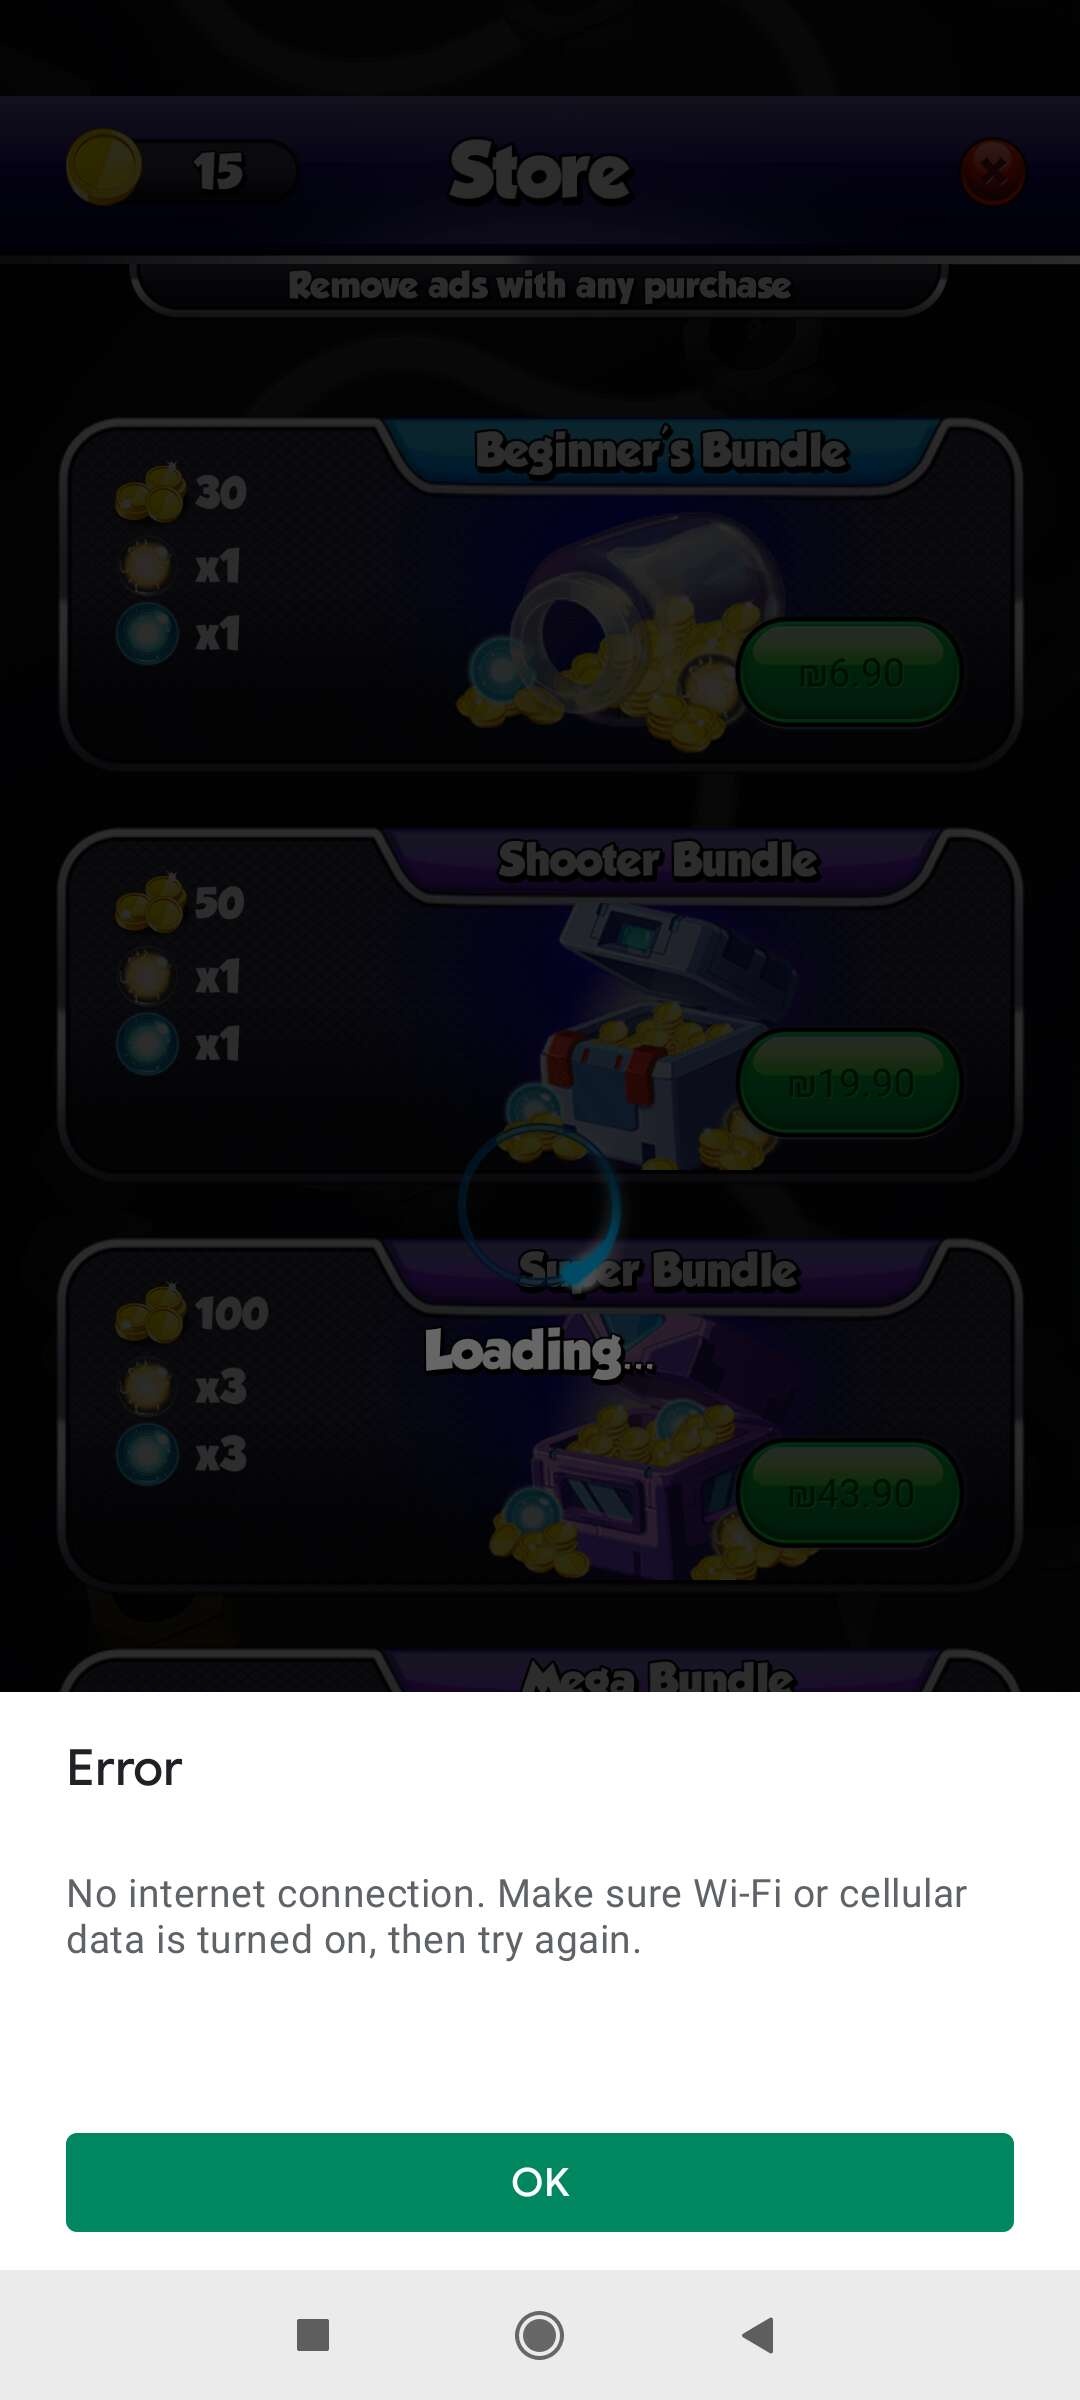 15
Store
Remove ads with any purchase
Beginner's Bundle
30
x1
x1
₪6.90
Shooter Bundle
50
x1
x1
₪19.90
Super Bundle
100
Loading...
x3
x3
₪43.90
Mega Bundle
Error
No internet connection. Make sure Wi-Fi or cellular
data is turned on, then try again.
OK